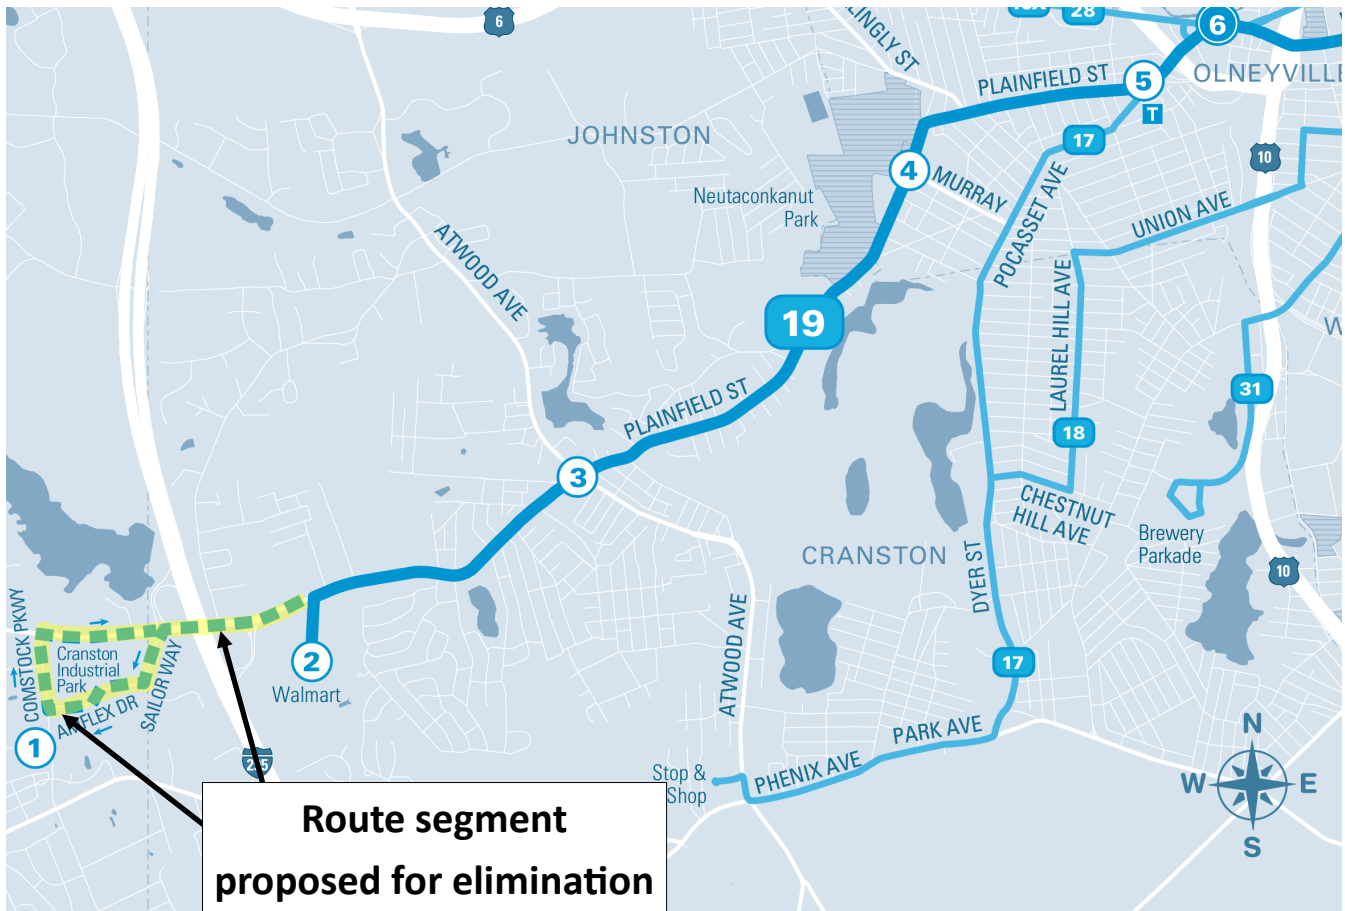 6
LINGLY ST
28
6
OLNEYVILLE
PLAINFIELD ST
5
T
JOHNSTON
17
10
4
MURRAY
Neutaconkanut
Park
POCASSET AVE
UNION AVE
ATWOOD AVE
19
LAUREL HILL AVE
W
PLAINFIELD ST
31
18
3
CHESTNUT
HILL AVE
Brewery
Parkade
CRANSTON
DYER ST
10
COMSTOCK PKWY
Cranston
Industrial
Park
SAILOR WAY
2
Walmart
ATWOOD AVE
17
1
PARK AVE
PHENIX AVE
Stop &
Shop
N
W
E
S
Route segment
proposed for elimination